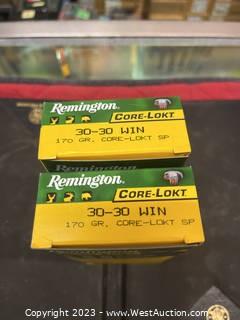 Remington
CORE-LOKT
30-30 WIN
170 GR. CORE-LOKT SP
Remington
Remington
CORE-LOKT
30-30 WIN
170 GR. CORE-LOKT SP
Copyright © 2023 - www.WestAuction.com